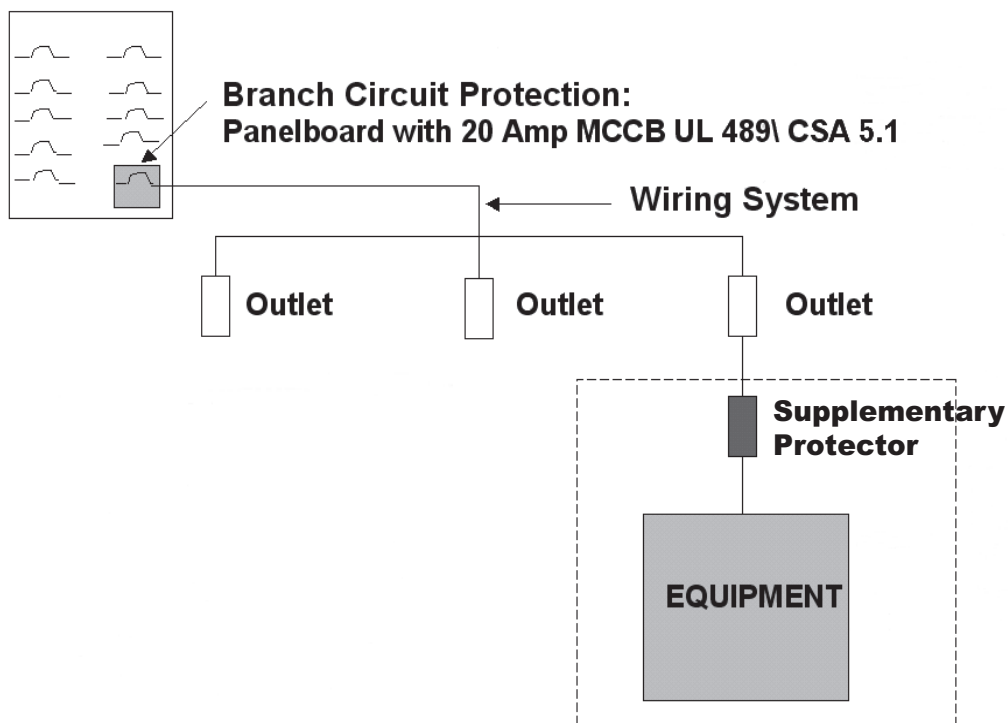 Branch Circuit Protection:
Panelboard with 20 Amp MCCB UL 489\ CSA 5.1
Wiring System
Outlet
Outlet
Outlet
Supplementary
Protector
EQUIPMENT